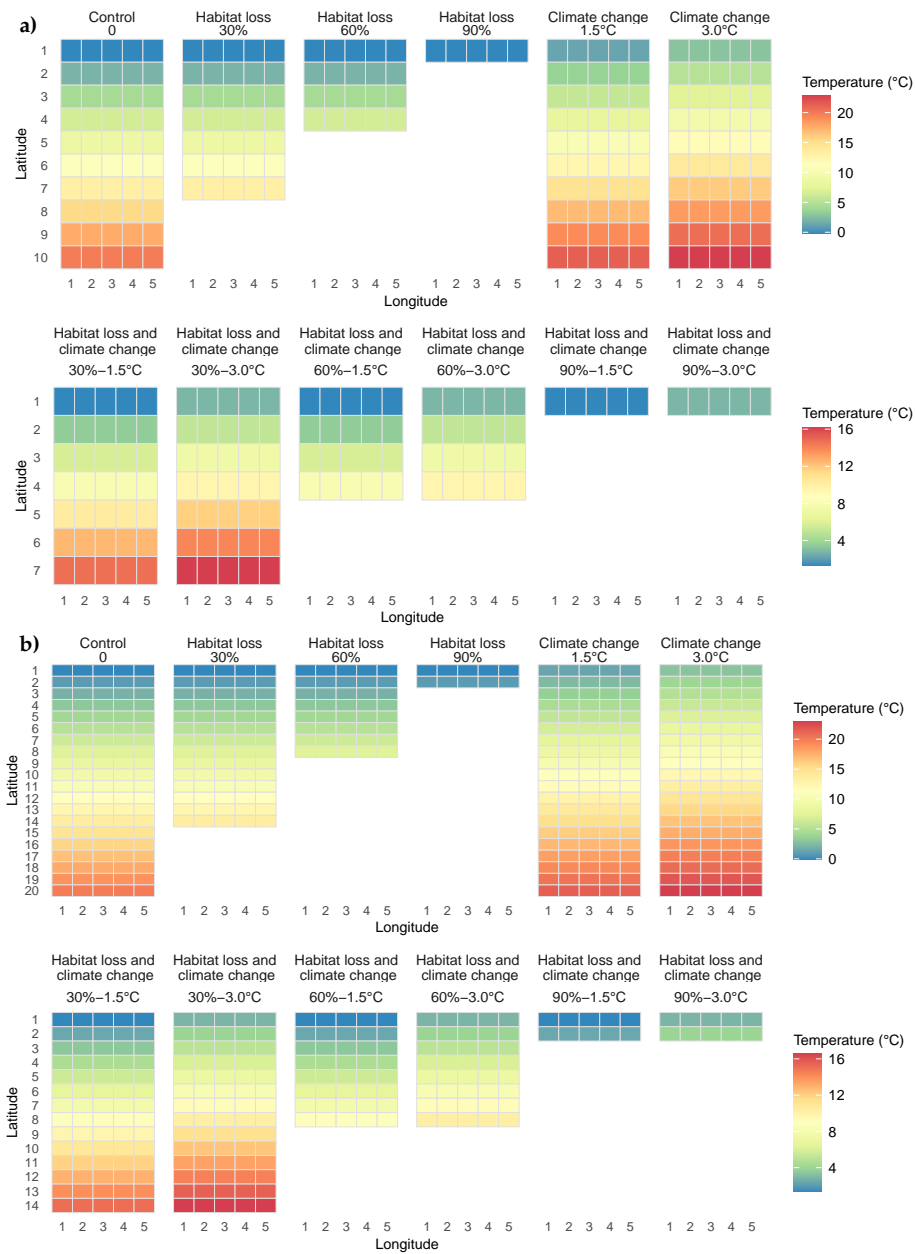 a)
Control Habitat loss Habitat loss Habitat loss Climate change Climate change
0 30% 60% 90% 1.5°C 3.0°C
Latitude
1
2
3
4
5
6
7
8
9
10
1 2 3 4 5 1 2 3 4 5 1 2 3 4 5 1 2 3 4 5 1 2 3 4 5 1 2 3 4 5
Longitude
Temperature (°C)
20
15
10
5
0
Habitat loss and Habitat loss and Habitat loss and Habitat loss and Habitat loss and Habitat loss and
climate change climate change climate change climate change climate change climate change
30%−1.5°C 30%−3.0°C 60%−1.5°C 60%−3.0°C 90%−1.5°C 90%−3.0°C
Latitude
1
2
3
4
5
6
7
1 2 3 4 5 1 2 3 4 5 1 2 3 4 5 1 2 3 4 5 1 2 3 4 5 1 2 3 4 5
Longitude
Temperature (°C)
16
12
8
4
b)
Control Habitat loss Habitat loss Habitat loss Climate change Climate change
0 30% 60% 90% 1.5°C 3.0°C
Latitude
1
2
3
4
5
6
7
8
9
10
11
12
13
14
15
16
17
18
19
20
1 2 3 4 5 1 2 3 4 5 1 2 3 4 5 1 2 3 4 5 1 2 3 4 5 1 2 3 4 5
Longitude
Temperature (°C)
20
15
10
5
0
Habitat loss and Habitat loss and Habitat loss and Habitat loss and Habitat loss and Habitat loss and
climate change climate change climate change climate change climate change climate change
30%−1.5°C 30%−3.0°C 60%−1.5°C 60%−3.0°C 90%−1.5°C 90%−3.0°C
Latitude
1
2
3
4
5
6
7
8
9
10
11
12
13
14
1 2 3 4 5 1 2 3 4 5 1 2 3 4 5 1 2 3 4 5 1 2 3 4 5 1 2 3 4 5
Longitude
Temperature (°C)
16
12
8
4